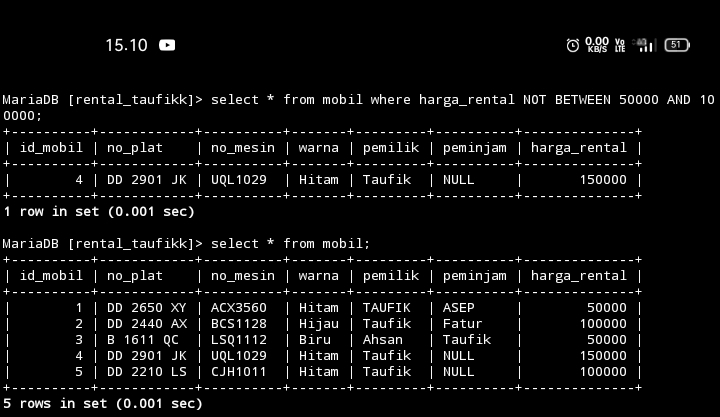 15.10 0.00 KB/S Vo LTE 4G 51
MariaDB [rental_taufikk]> select * from mobil where harga_rental NOT BETWEEN 50000 AND 10
0000;
+----------+------------+----------+-------+---------+----------+--------------+
| id_mobil | no_plat    | no_mesin | warna | pemilik | peminjam | harga_rental |
+----------+------------+----------+-------+---------+----------+--------------+
|        4 | DD 2901 JK | UQL1029  | Hitam | Taufik  | NULL     |       150000 |
+----------+------------+----------+-------+---------+----------+--------------+
1 row in set (0.001 sec)
MariaDB [rental_taufikk]> select * from mobil;
+----------+------------+----------+-------+---------+----------+--------------+
| id_mobil | no_plat    | no_mesin | warna | pemilik | peminjam | harga_rental |
+----------+------------+----------+-------+---------+----------+--------------+
|        1 | DD 2650 XY | ACX3560  | Hitam | TAUFIK  | ASEP     |        50000 |
|        2 | DD 2440 AX | BCS1128  | Hijau | Taufik  | Fatur    |       100000 |
|        3 | B 1611 QC  | LSQ1112  | Biru  | Ahsan   | Taufik   |        50000 |
|        4 | DD 2901 JK | UQL1029  | Hitam | Taufik  | NULL     |       150000 |
|        5 | DD 2210 LS | CJH1011  | Hitam | Taufik  | NULL     |       100000 |
+----------+------------+----------+-------+---------+----------+--------------+
5 rows in set (0.001 sec)